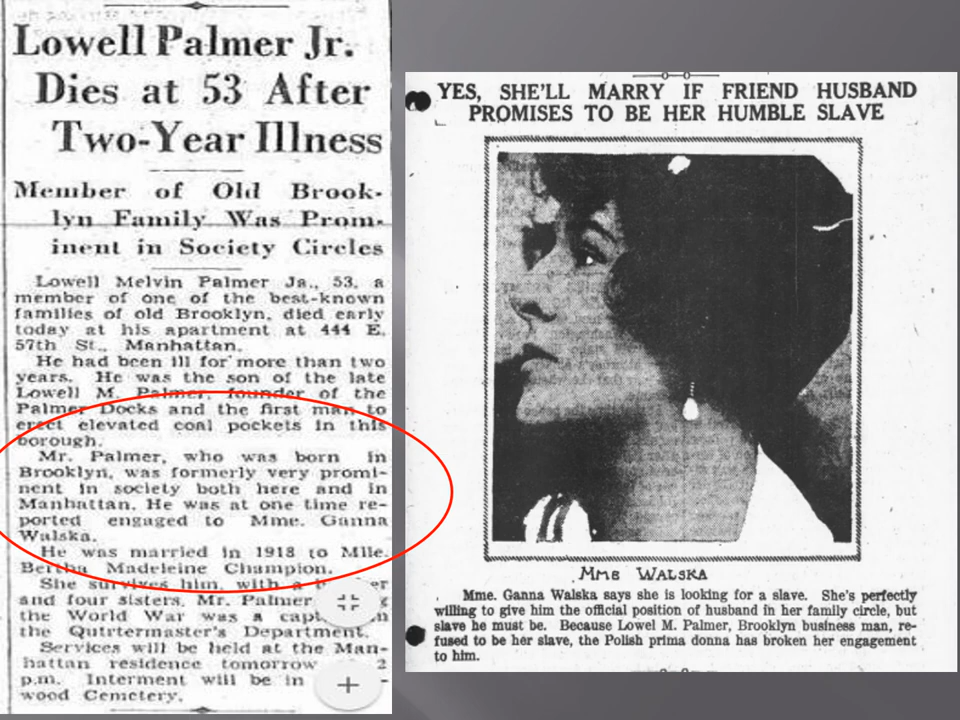 Lowell Palmer Jr.
Dies at 53 After
Two-Year Illness
Member of Old Brook-
lyn Family Was Prom-
inent in Society Circles
Lowell Melvin Palmer Ja., 53, a
member of one of the best-known
families of old Brooklyn, died early
today at his apartment at 444 E.
57th St., Manhattan.
He had been ill for more than two
years. He was the son of the late
Lowell M. Palmer, founder of the
Palmer Docks and the first man to
erect elevated coal pockets in this
borough.
Mr. Palmer, who was born in
Brooklyn, was formerly very promi-
nent in society both here and in
Manhattan. He was at one time re-
ported engaged to Mme. Ganna
Walska.
He was married in 1918 to Mlle.
Bertha Madeleine Champion.
She survives him, with a
and four sisters. Mr. Palmer
the World War was a
the Qutrtermaster's Department.
Services will be held at the Man-
hattan residence tomorrow 2
p.m. Interment will be in
wood Cemetery.
YES, SHE'LL MARRY IF FRIEND HUSBAND
PROMISES TO BE HER HUMBLE SLAVE
MME WALSKA
Mme. Ganna Walska says she is looking for a slave. She's perfectly
willing to give him the official position of husband in her family circle, but
slave he must be. Because Lowel M. Palmer, Brooklyn business man, re-
fused to be her slave, the Polish prima donna has broken her engagement
to him.